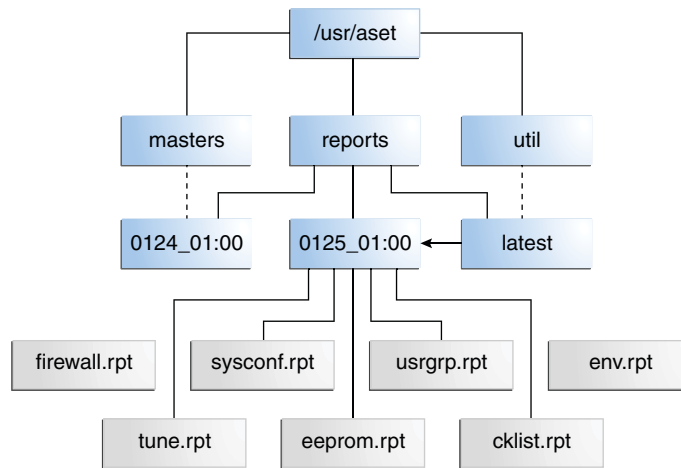 /usr/aset
masters
reports
util
0124_01:00
0125_01:00
latest
firewall.rpt
sysconf.rpt
usrgrp.rpt
env.rpt
tune.rpt
eeprom.rpt
cklist.rpt